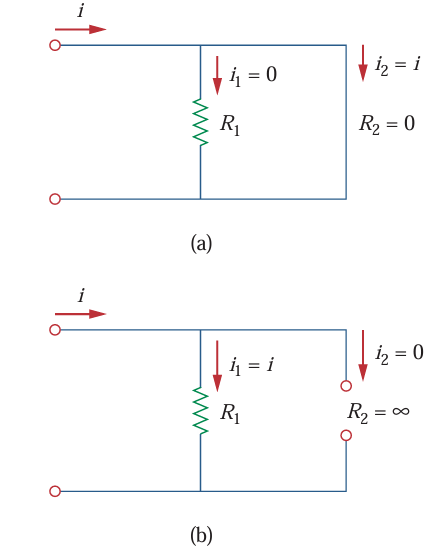 i
i₁ = 0
i₂ = i
R₁
R₂ = 0
(a)
i
i₁ = i
i₂ = 0
R₁
R₂ = ∞
(b)